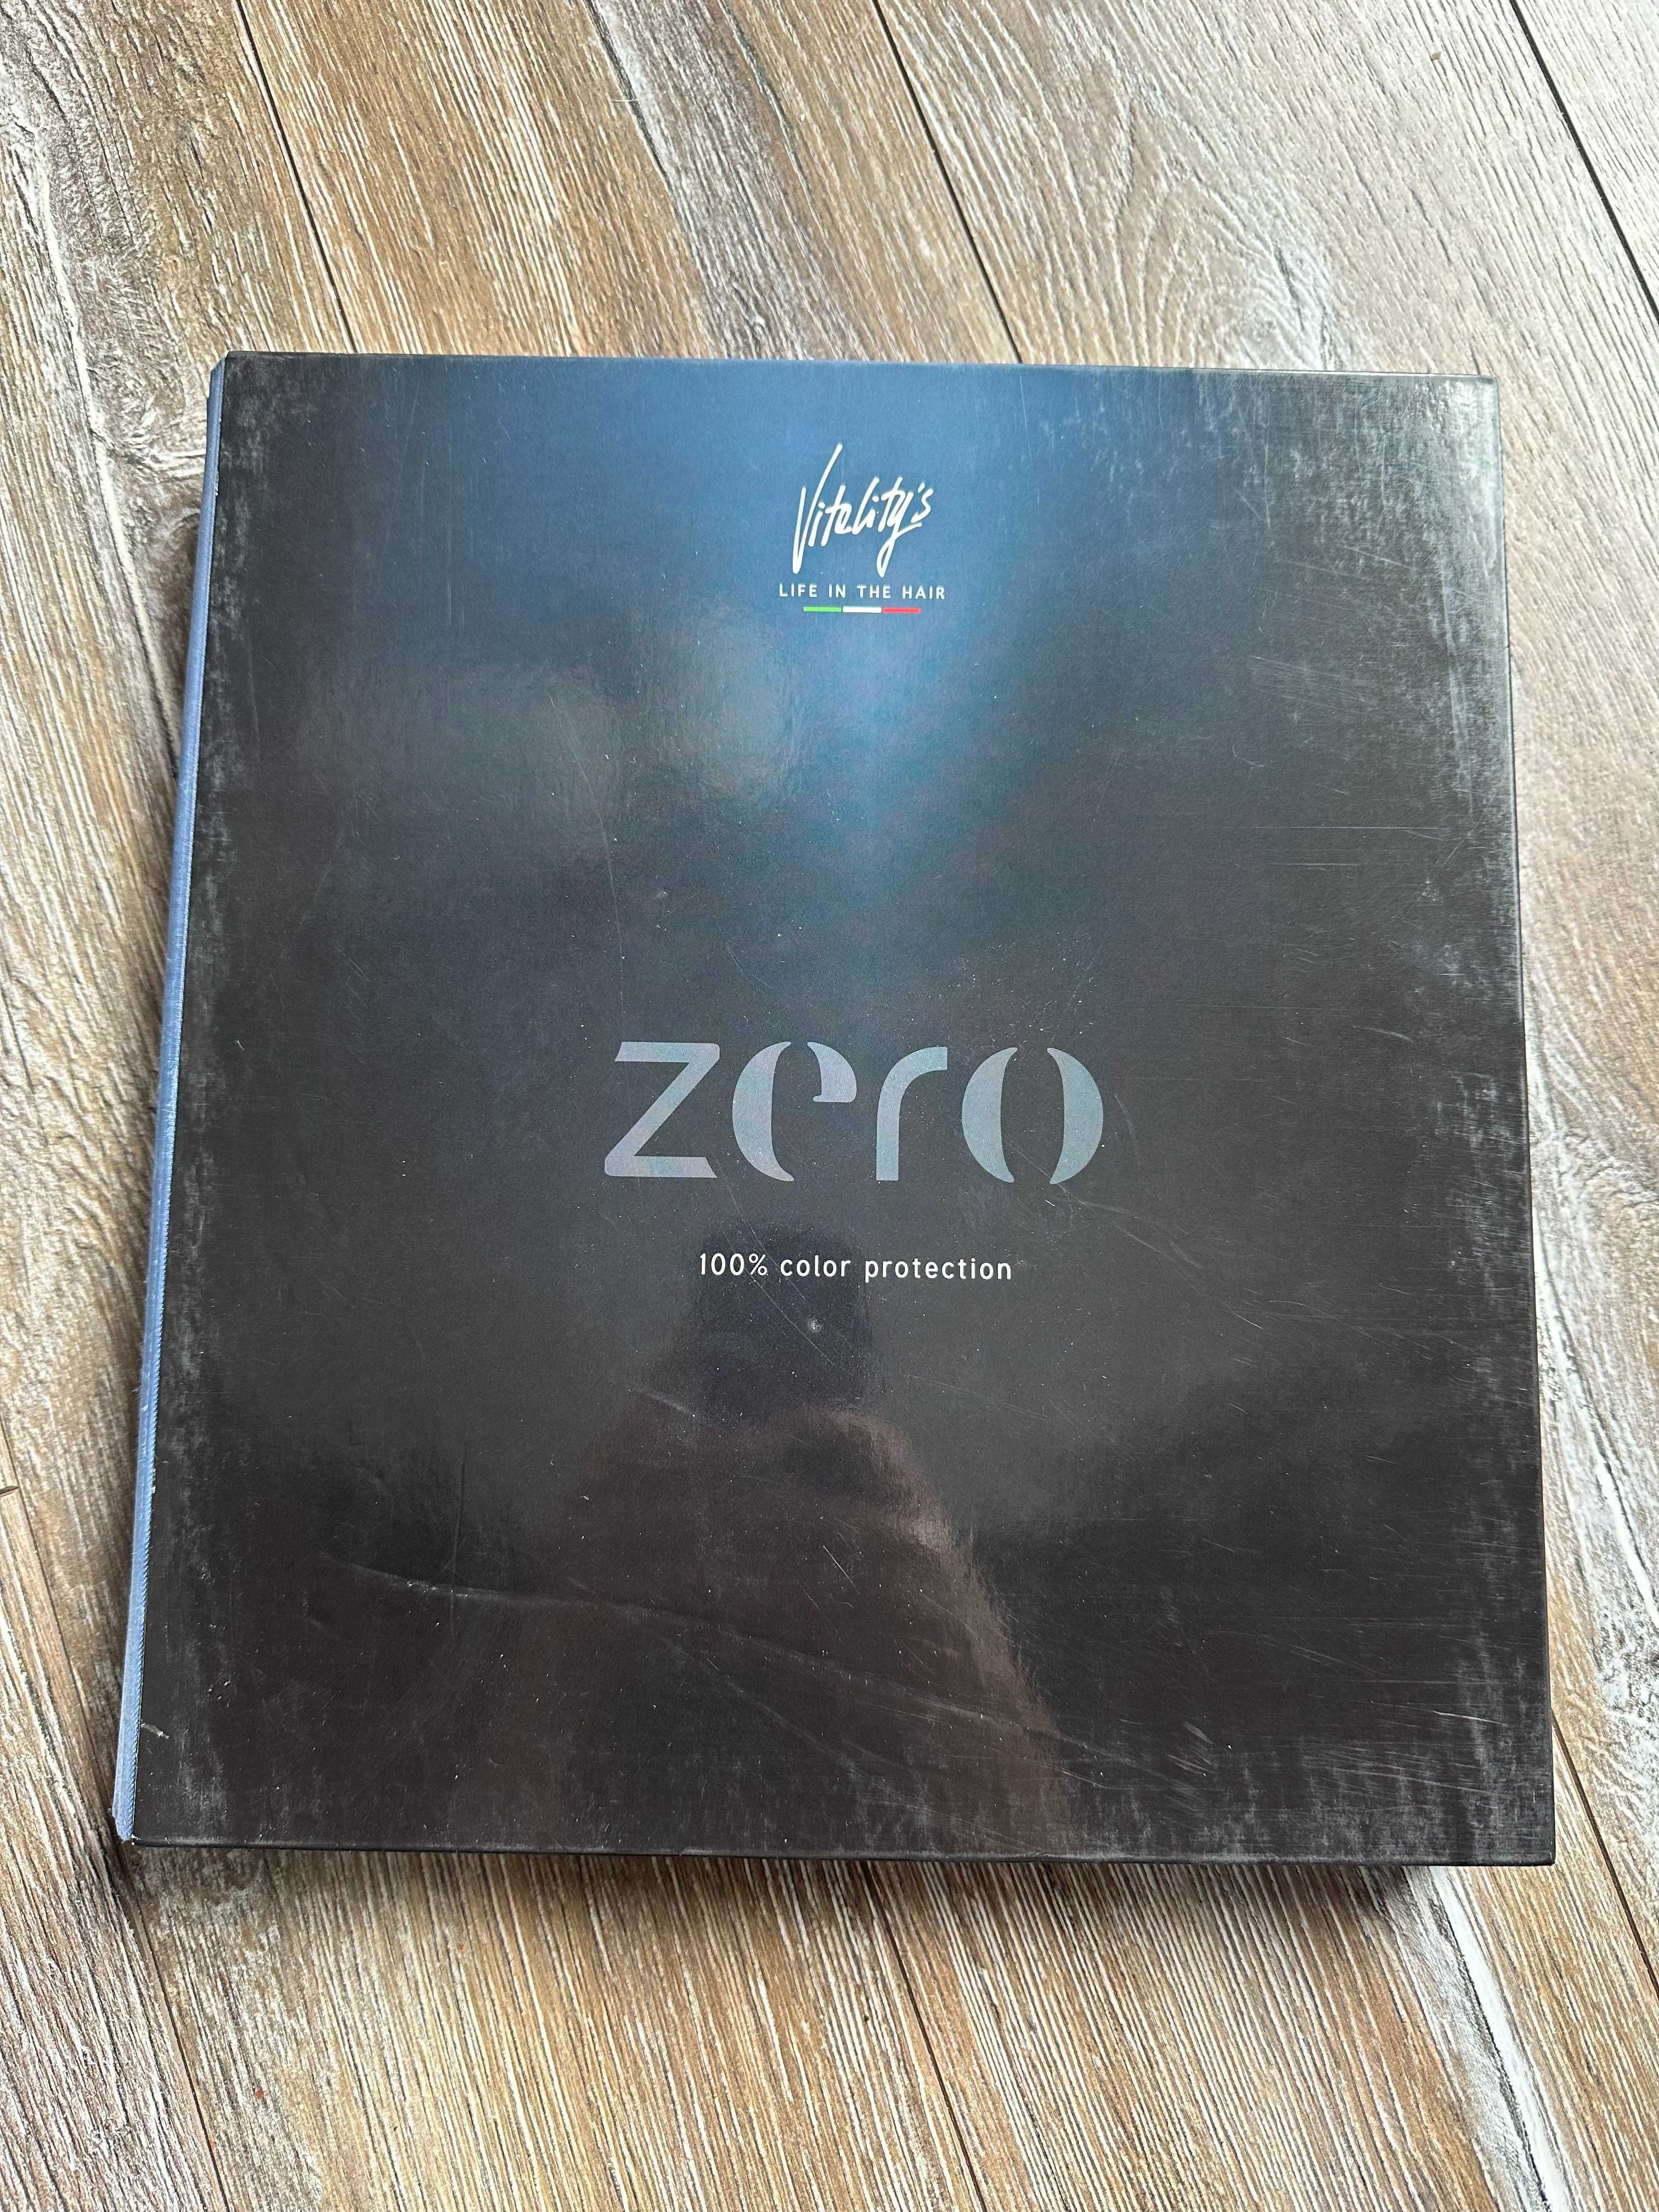 Vitality's
LIFE IN THE HAIR
zero
100% color protection